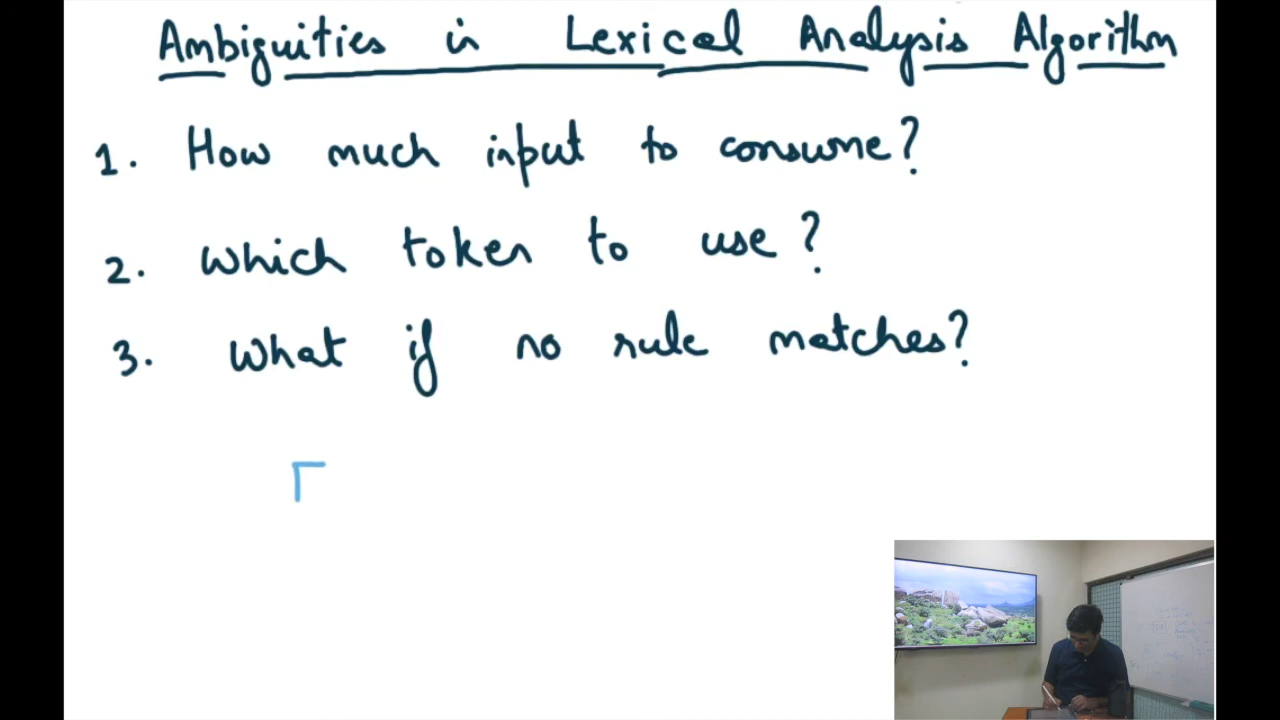 Ambiguities in Lexical Analysis Algorithm
1. How much input to consume?
2. Which token to use?
3. What if no rule matches?